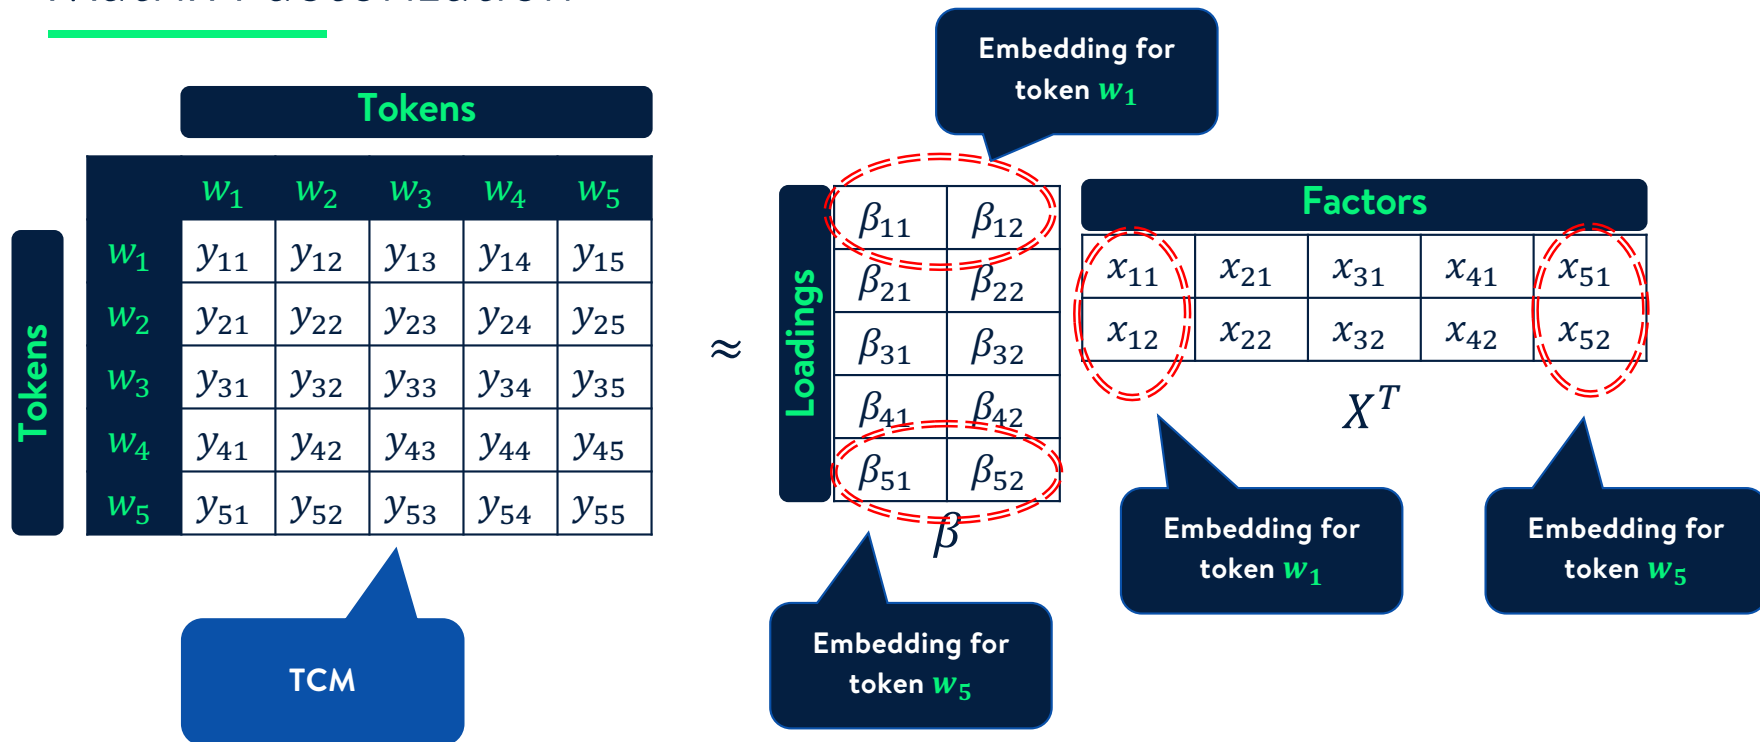 Matrix Factorization
Embedding for
token w₁
Tokens
w₁ w₂ w₃ w₄ w₅
Tokens
w₁ y₁₁ y₁₂ y₁₃ y₁₄ y₁₅
w₂ y₂₁ y₂₂ y₂₃ y₂₄ y₂₅
w₃ y₃₁ y₃₂ y₃₃ y₃₄ y₃₅
w₄ y₄₁ y₄₂ y₄₃ y₄₄ y₄₅
w₅ y₅₁ y₅₂ y₅₃ y₅₄ y₅₅
TCM
≈
Loadings
β₁₁ β₁₂
β₂₁ β₂₂
β₃₁ β₃₂
β₄₁ β₄₂
β₅₁ β₅₂
β
Embedding for
token w₅
Factors
x₁₁ x₂₁ x₃₁ x₄₁ x₅₁
x₁₂ x₂₂ x₃₂ x₄₂ x₅₂
Xᵀ
Embedding for
token w₁
Embedding for
token w₅